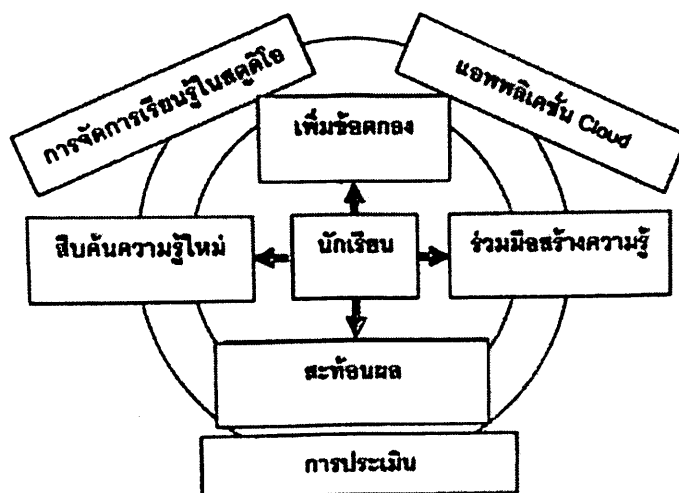 การจัดการเรียนรู้ในสตูดิโอ
แอพพลิเคชั่น Cloud
เพิ่มข้อตกลง
สืบค้นความรู้ใหม่
นักเรียน
ร่วมมือสร้างความรู้
สะท้อนผล
การประเมิน